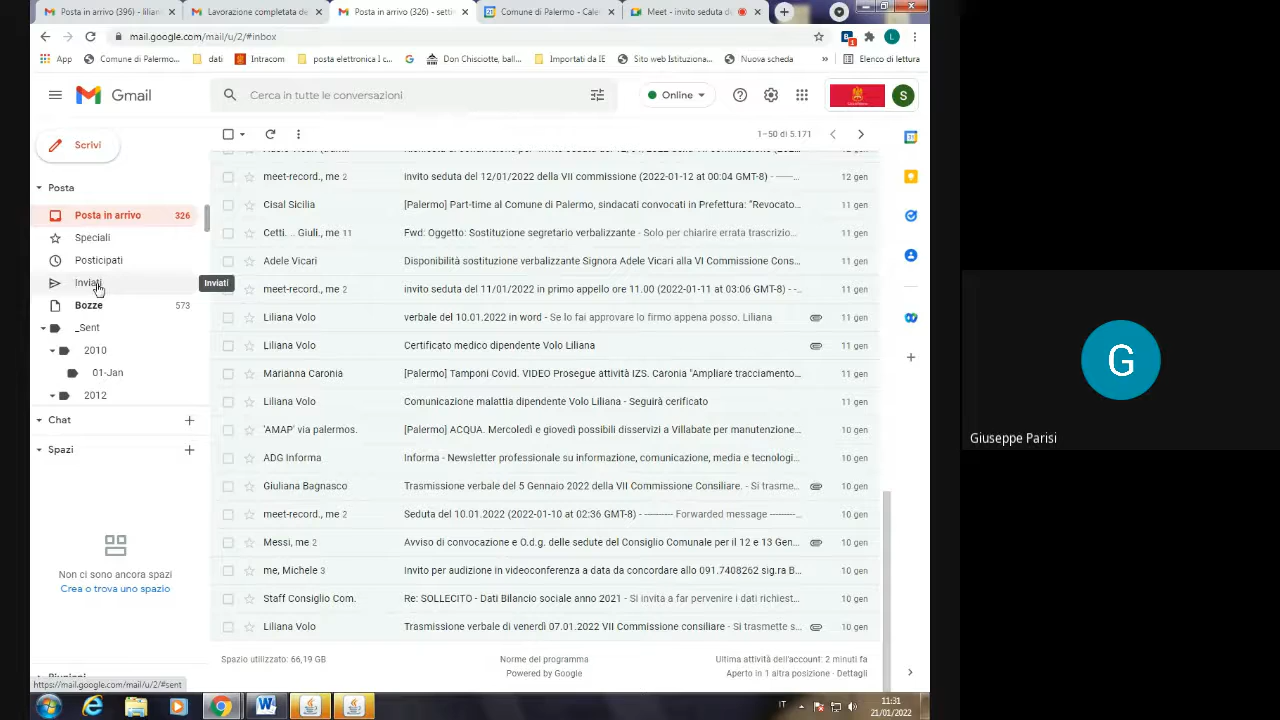 Posta in arrivo (396) - lilian
Lavorazione completata de
Posta in arrivo (326) - setti
Comune di Palermo - Cale
Meet - invito seduta d
mail.google.com/mail/u/2/#inbox
App
Comune di Palermo...
dati
Intracom
posta elettronica I c...
Don Chisciotte, ball...
Importati da IE
Sito web Istituziona...
Nuova scheda
»
Elenco di lettura
Gmail
Cerca in tutte le conversazioni
Online
S
Scrivi
1–50 di 5.171
Posta
Posta in arrivo 326
Speciali
Posticipati
Inviati
Inviati
Bozze 573
_Sent
2010
01-Jan
2012
Chat
Spazi
Non ci sono ancora spazi
Crea o trova uno spazio
meet-record., me 2 invito seduta del 12/01/2022 della VII commissione (2022-01-12 at 00:04 GMT-8) - -----... 12 gen
Cisal Sicilia [Palermo] Part-time al Comune di Palermo, sindacati convocati in Prefettura: "Revocato... 11 gen
Cetti. .. Giuli., me 11 Fwd: Oggetto: Sostituzione segretario verbalizzante - Solo per chiarire errata trascrizio... 11 gen
Adele Vicari Disponibilità sostituzione verbalizzante Signora Adele Vicari alla VI Commissione Cons... 11 gen
meet-record., me 2 invito seduta del 11/01/2022 in primo appello ore 11.00 (2022-01-11 at 03:06 GMT-8) - -... 11 gen
Liliana Volo verbale del 10.01.2022 in word - Se lo fai approvare lo firmo appena posso. Liliana 11 gen
Liliana Volo Certificato medico dipendente Volo Liliana 11 gen
Marianna Caronia [Palermo] Tamponi Covid. VIDEO Prosegue attività IZS. Caronia "Ampliare tracciamento... 11 gen
Liliana Volo Comunicazione malattia dipendente Volo Liliana - Seguirà cerificato 11 gen
'AMAP' via palermos. [Palermo] ACQUA. Mercoledì e giovedì possibili disservizi a Villabate per manutenzione... 10 gen
ADG Informa Informa - Newsletter professionale su informazione, comunicazione, media e tecnologi... 10 gen
Giuliana Bagnasco Trasmissione verbale del 5 Gennaio 2022 della VII Commissione Consiliare. - Si trasme... 10 gen
meet-record., me 2 Seduta del 10.01.2022 (2022-01-10 at 02:36 GMT-8) - ---------- Forwarded message ---------... 10 gen
Messi, me 2 Avviso di convocazione e O.d.g. delle sedute del Consiglio Comunale per il 12 e 13 Gen... 10 gen
me, Michele 3 Invito per audizione in videoconferenza a data da concordare allo 091.7408262 sig.ra B... 10 gen
Staff Consiglio Com. Re: SOLLECITO - Dati Bilancio sociale anno 2021 - Si invita a far pervenire i dati richiest... 10 gen
Liliana Volo Trasmissione verbale di venerdì 07.01.2022 VII Commissione consiliare - Si trasmette s... 10 gen
Spazio utilizzato: 66,19 GB
Norme del programma
Powered by Google
Ultima attività dell'account: 2 minuti fa
Aperto in 1 altra posizione - Dettagli
https://mail.google.com/mail/u/2/#sent
IT
11:31
21/01/2022
G
Giuseppe Parisi